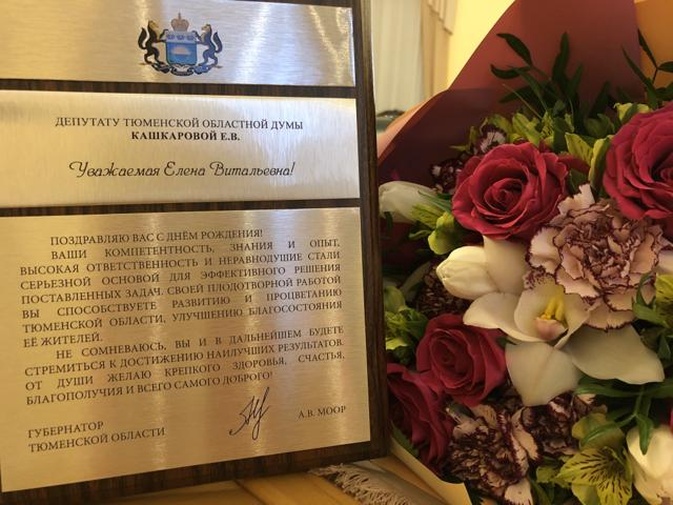 ДЕПУТАТУ ТЮМЕНСКОЙ ОБЛАСТНОЙ ДУМЫ
КАШКАРОВОЙ Е.В.
Уважаемая Елена Витальевна!
ПОЗДРАВЛЯЮ ВАС С ДНЁМ РОЖДЕНИЯ!
ВАШИ КОМПЕТЕНТНОСТЬ, ЗНАНИЯ И ОПЫТ,
ВЫСОКАЯ ОТВЕТСТВЕННОСТЬ И НЕРАВНОДУШИЕ СТАЛИ
СЕРЬЕЗНОЙ ОСНОВОЙ ДЛЯ ЭФФЕКТИВНОГО РЕШЕНИЯ
ПОСТАВЛЕННЫХ ЗАДАЧ. СВОЕЙ ПЛОДОТВОРНОЙ РАБОТОЙ
ВЫ СПОСОБСТВУЕТЕ РАЗВИТИЮ И ПРОЦВЕТАНИЮ
ТЮМЕНСКОЙ ОБЛАСТИ, УЛУЧШЕНИЮ БЛАГОСОСТОЯНИЯ
ЕЁ ЖИТЕЛЕЙ.
НЕ СОМНЕВАЮСЬ, ВЫ И В ДАЛЬНЕЙШЕМ БУДЕТЕ
СТРЕМИТЬСЯ К ДОСТИЖЕНИЮ НАИЛУЧШИХ РЕЗУЛЬТАТОВ.
ОТ ДУШИ ЖЕЛАЮ КРЕПКОГО ЗДОРОВЬЯ, СЧАСТЬЯ,
БЛАГОПОЛУЧИЯ И ВСЕГО САМОГО ДОБРОГО!
ГУБЕРНАТОР
ТЮМЕНСКОЙ ОБЛАСТИ
А.В. МООР